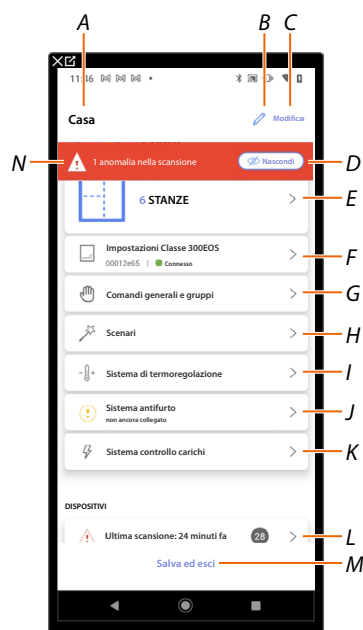 A
B
C
11:46
Casa
Modificar
N
1 anomalia nella scansione
Nascondi
D
6 STANZE
E
Impostazioni Classe 300EOS
00012e65 | Connesso
F
Comandi generali e gruppi
G
Scenari
H
Sistema di termoregolazione
I
Sistema antifurto
non ancora collegato
J
Sistema controllo carichi
K
DISPOSITIVI
Ultima scansione: 24 minuti fa
28
L
Salva ed esci
M